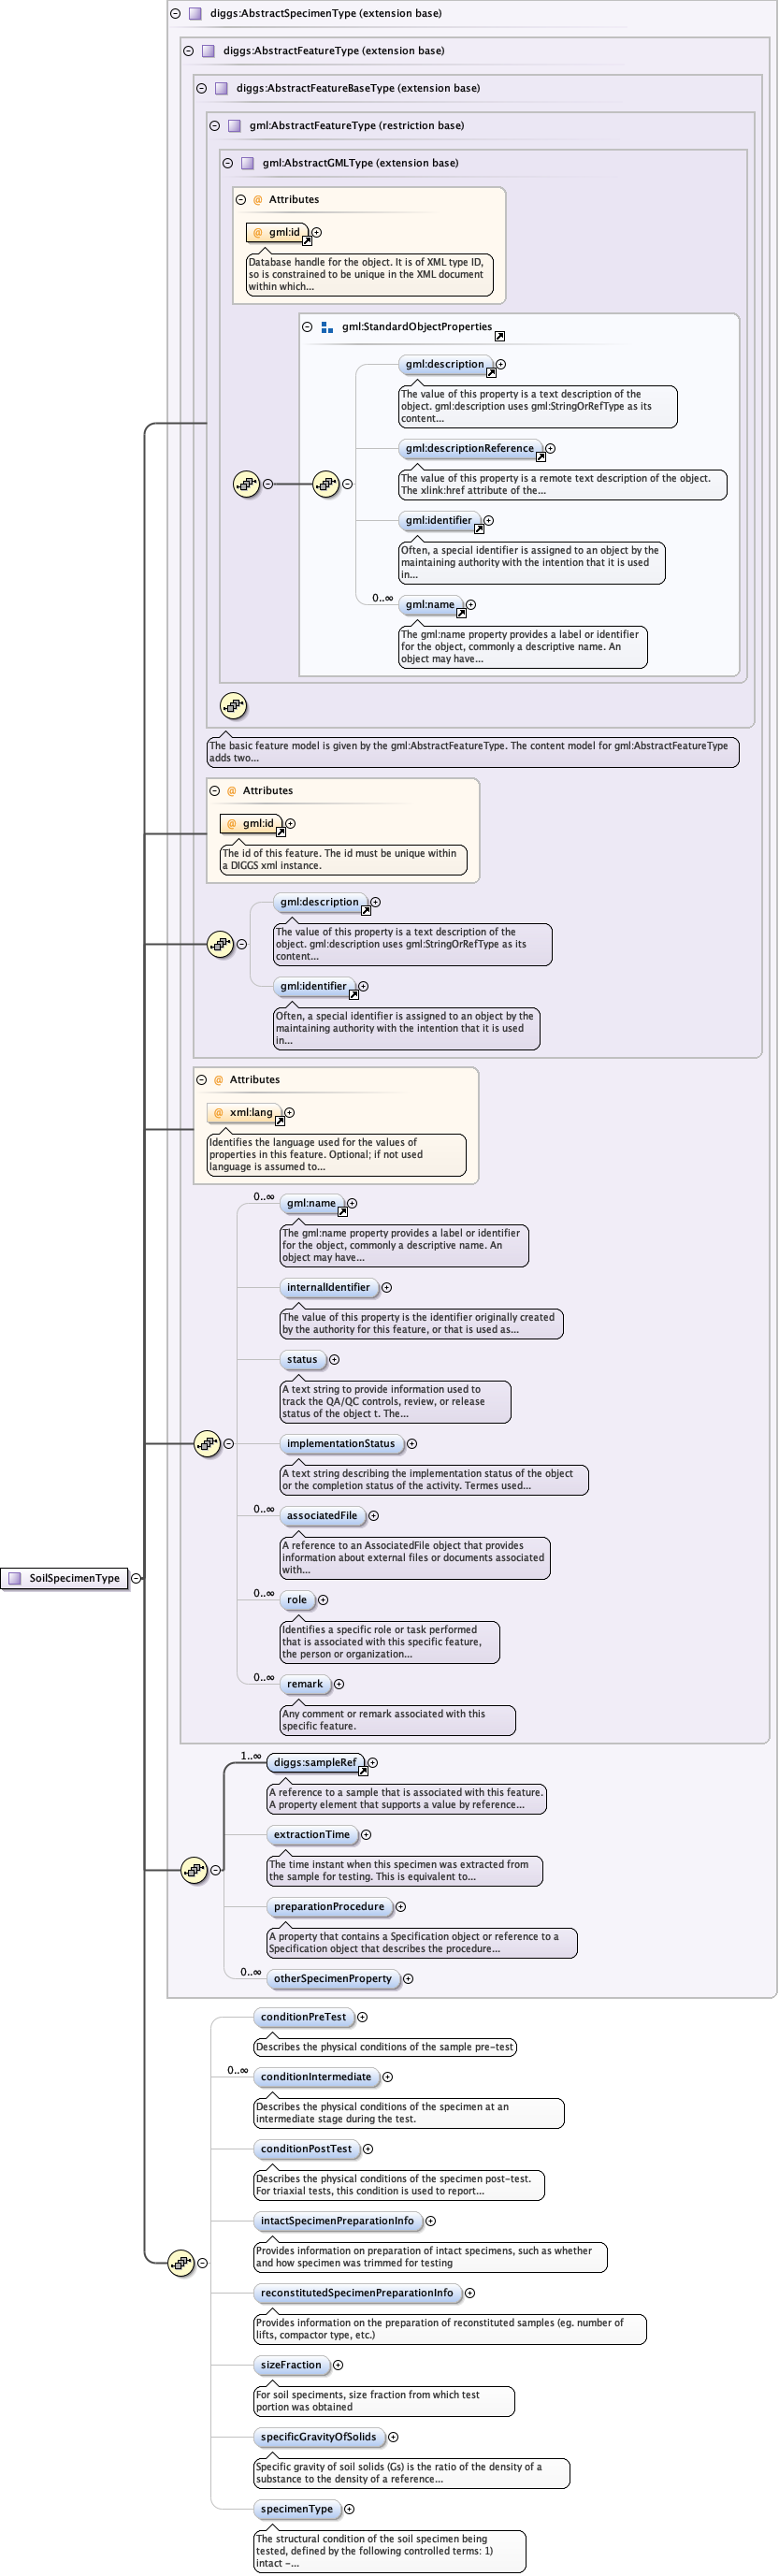 diggs:AbstractSpecimenType (extension base)
diggs:AbstractFeatureType (extension base)
diggs:AbstractFeatureBaseType (extension base)
gml:AbstractFeatureType (restriction base)
gml:AbstractGMLType (extension base)
@ Attributes
@ gml:id
Database handle for the object. It is of XML type ID,
so is constrained to be unique in the XML document
within which...
gml:StandardObjectProperties
gml:description
The value of this property is a text description of the
object. gml:description uses gml:StringOrRefType as its
content...
gml:descriptionReference
The value of this property is a remote text description of the object.
The xlink:href attribute of the...
gml:identifier
Often, a special identifier is assigned to an object by the
maintaining authority with the intention that it is used
in...
0..∞
gml:name
The gml:name property provides a label or identifier
for the object, commonly a descriptive name. An
object may have...
The basic feature model is given by the gml:AbstractFeatureType. The content model for gml:AbstractFeatureType
adds two...
@ Attributes
@ gml:id
The id of this feature. The id must be unique within
a DIGGS xml instance.
gml:description
The value of this property is a text description of the
object. gml:description uses gml:StringOrRefType as its
content...
gml:identifier
Often, a special identifier is assigned to an object by the
maintaining authority with the intention that it is used
in...
@ Attributes
@ xml:lang
Identifies the language used for the values of
properties in this feature. Optional; if not used
language is assumed to...
0..∞
gml:name
The gml:name property provides a label or identifier
for the object, commonly a descriptive name. An
object may have...
internalIdentifier
The value of this property is the identifier originally created
by the authority for this feature, or that is used as...
status
A text string to provide information used to
track the QA/QC controls, review, or release
status of the object t. The...
implementationStatus
A text string describing the implementation status of the object
or the completion status of the activity. Termes used...
0..∞
associatedFile
A reference to an AssociatedFile object that provides
information about external files or documents associated
with...
SoilSpecimenType
0..∞
role
Identifies a specific role or task performed
that is associated with this specific feature,
the person or organization...
0..∞
remark
Any comment or remark associated with this
specific feature.
1..∞
diggs:sampleRef
A reference to a sample that is associated with this feature.
A property element that supports a value by reference...
extractionTime
The time instant when this specimen was extracted from
the sample for testing. This is equivalent to...
preparationProcedure
A property that contains a Specification object or reference to a
Specification object that describes the procedure...
0..∞
otherSpecimenProperty
conditionPreTest
Describes the physical conditions of the sample pre-test
0..∞
conditionIntermediate
Describes the physical conditions of the specimen at an
intermediate stage during the test.
conditionPostTest
Describes the physical conditions of the specimen post-test.
For triaxial tests, this condition is used to report...
intactSpecimenPreparationInfo
Provides information on preparation of intact specimens, such as whether
and how specimen was trimmed for testing
reconstitutedSpecimenPreparationInfo
Provides information on the preparation of reconstituted samples (eg. number of
lifts, compactor type, etc.)
sizeFraction
For soil speciments, size fraction from which test
portion was obtained
specificGravityOfSolids
Specific gravity of soil solids (Gs) is the ratio of the density of a
substance to the density of a reference...
specimenType
The structural condition of the soil specimen being
tested, defined by the following controlled terms: 1)
intact -...